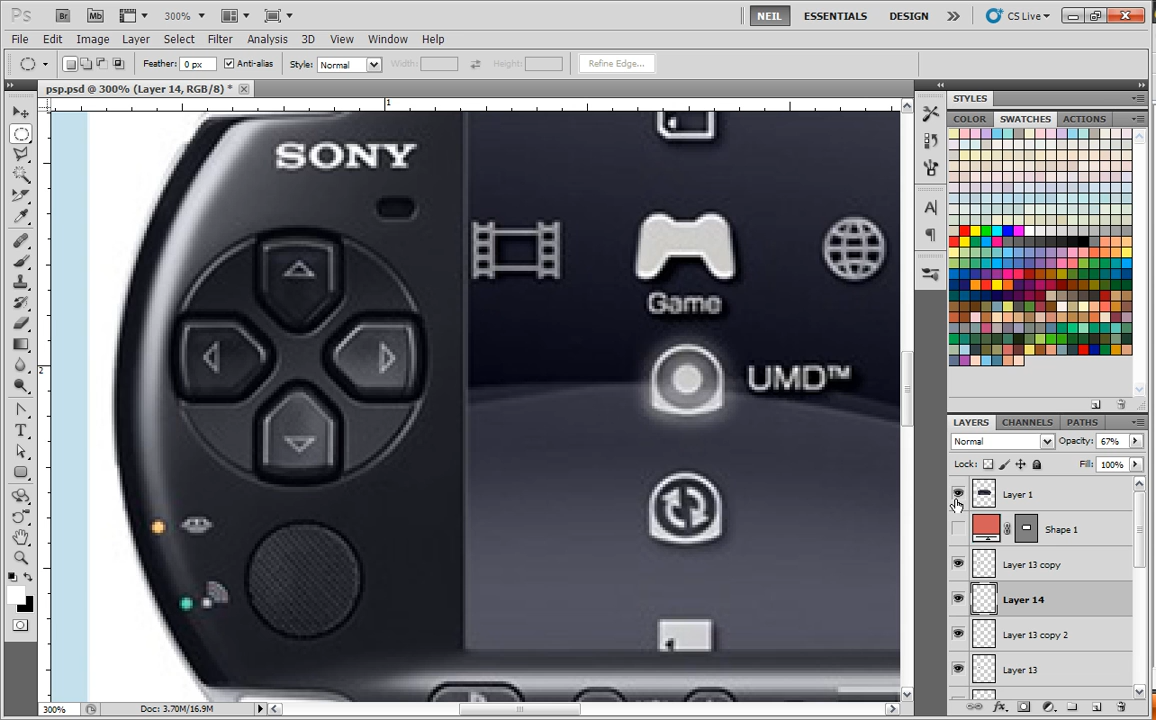 Ps Br Mb 300% NEIL ESSENTIALS DESIGN CS Live
File Edit Image Layer Select Filter Analysis 3D View Window Help
Feather: 0 px Anti-alias Style: Normal Width: Height: Refine Edge...
psp.psd @ 300% (Layer 14, RGB/8) *
STYLES
COLOR SWATCHES ACTIONS
1
SONY
Game
2
UMD™
LAYERS CHANNELS PATHS
Normal Opacity: 67%
Lock: Fill: 100%
Layer 1
Shape 1
Layer 13 copy
Layer 14
Layer 13 copy 2
Layer 13
300% Doc: 3.70M/16.9M